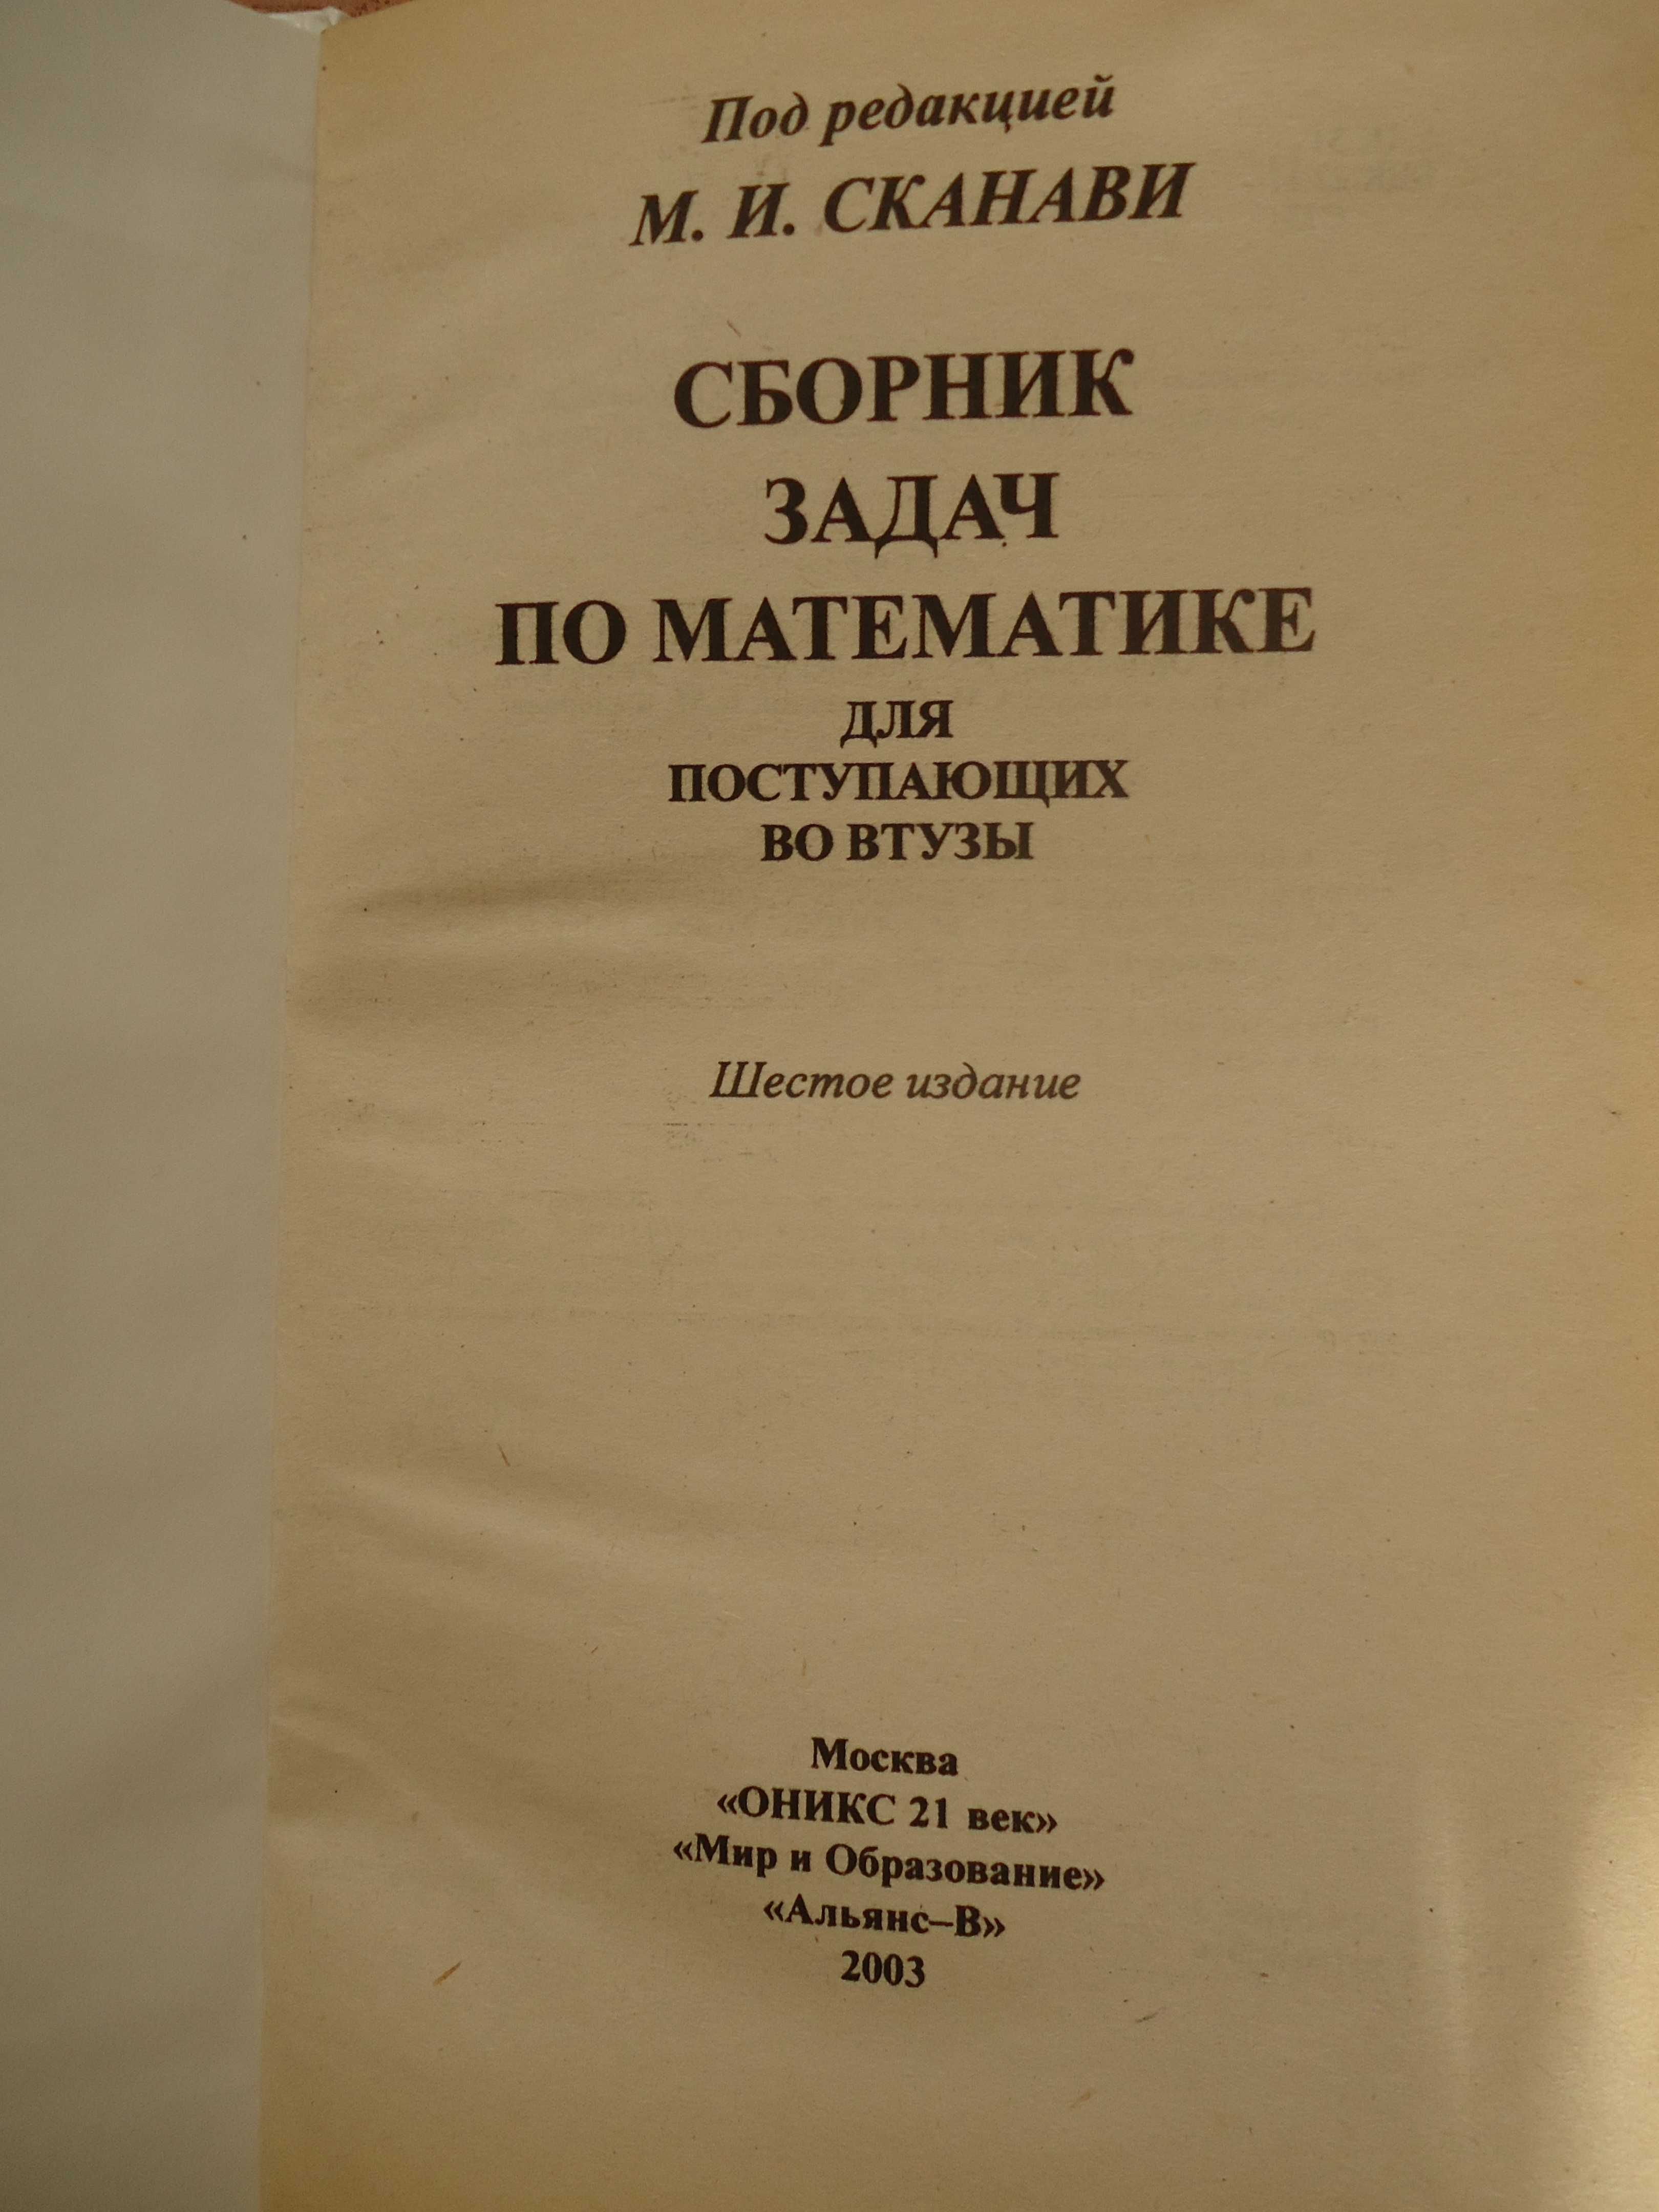 Под редакцией
М. И. СКАНАВИ
СБОРНИК
ЗАДАЧ
ПО МАТЕМАТИКЕ
ДЛЯ
ПОСТУПАЮЩИХ
ВО ВТУЗЫ
Шестое издание
Москва
«ОНИКС 21 век»
«Мир и Образование»
«Альянс–В»
2003